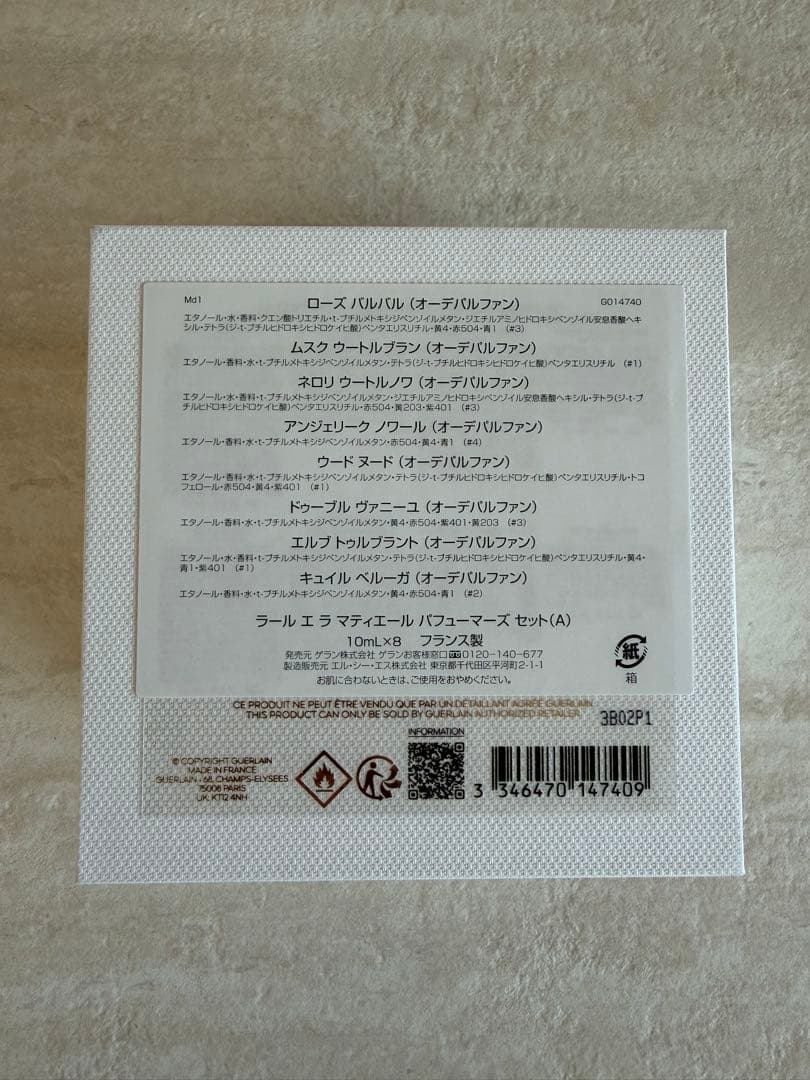 Md1
ローズ バルバル (オーデパルファン)
G014740
エタノール・水・香料・クエン酸トリエチル・t-ブチルメトキシジベンゾイルメタン・ジエチルアミノヒドロキシベンゾイル安息香酸ヘキ
シル・テトラ(ジ-t-ブチルヒドロキシヒドロケイヒ酸)ペンタエリスリチル・黄4・赤504・青1 (#3)
ムスク ウートルブラン (オーデパルファン)
エタノール・香料・水・t-ブチルメトキシジベンゾイルメタン・テトラ(ジ-t-ブチルヒドロキシヒドロケイヒ酸)ペンタエリスリチル (#1)
ネロリ ウートルノワ (オーデパルファン)
エタノール・香料・水・t-ブチルメトキシジベンゾイルメタン・ジエチルアミノヒドロキシベンゾイル安息香酸ヘキシル・テトラ(ジ-t-ブ
チルヒドロキシヒドロケイヒ酸)ペンタエリスリチル・赤504・黄203・紫401 (#3)
アンジェリーク ノワール (オーデパルファン)
エタノール・香料・水・t-ブチルメトキシジベンゾイルメタン・赤504・黄4・青1 (#4)
ウード ヌード (オーデパルファン)
エタノール・香料・水・t-ブチルメトキシジベンゾイルメタン・テトラ(ジ-t-ブチルヒドロキシヒドロケイヒ酸)ペンタエリスリチル・トコ
フェロール・赤504・黄4・紫401 (#1)
ドゥーブル ヴァニーユ (オーデパルファン)
エタノール・香料・水・t-ブチルメトキシジベンゾイルメタン・黄4・赤504・紫401・黄203 (#3)
エルブ トゥルブラント (オーデパルファン)
エタノール・水・香料・t-ブチルメトキシジベンゾイルメタン・テトラ(ジ-t-ブチルヒドロキシヒドロケイヒ酸)ペンタエリスリチル・黄4・
青1・紫401 (#1)
キュイル ベルーガ (オーデパルファン)
エタノール・香料・水・t-ブチルメトキシジベンゾイルメタン・黄4・赤504・青1 (#2)
ラール エ ラ マティエール パフューマーズ セット(A)
10mL×8 フランス製
発売元 ゲラン株式会社 ゲランお客様窓口 0120-140-677
製造販売元 エル・シー・エス株式会社 東京都千代田区平河町2-1-1
お肌に合わないときは、ご使用をおやめください。
紙
箱
CE PRODUIT NE PEUT ÊTRE VENDU QUE PAR UN DÉTAILLANT AGRÉÉ GUERLAIN
THIS PRODUCT CAN ONLY BE SOLD BY GUERLAIN AUTHORIZED RETAILER
3B02P1
INFORMATION
© COPYRIGHT GUERLAIN
MADE IN FRANCE
GUERLAIN - 68, CHAMPS-ELYSEES
75008 PARIS
UK: KT12 4NH
3 346470 147409